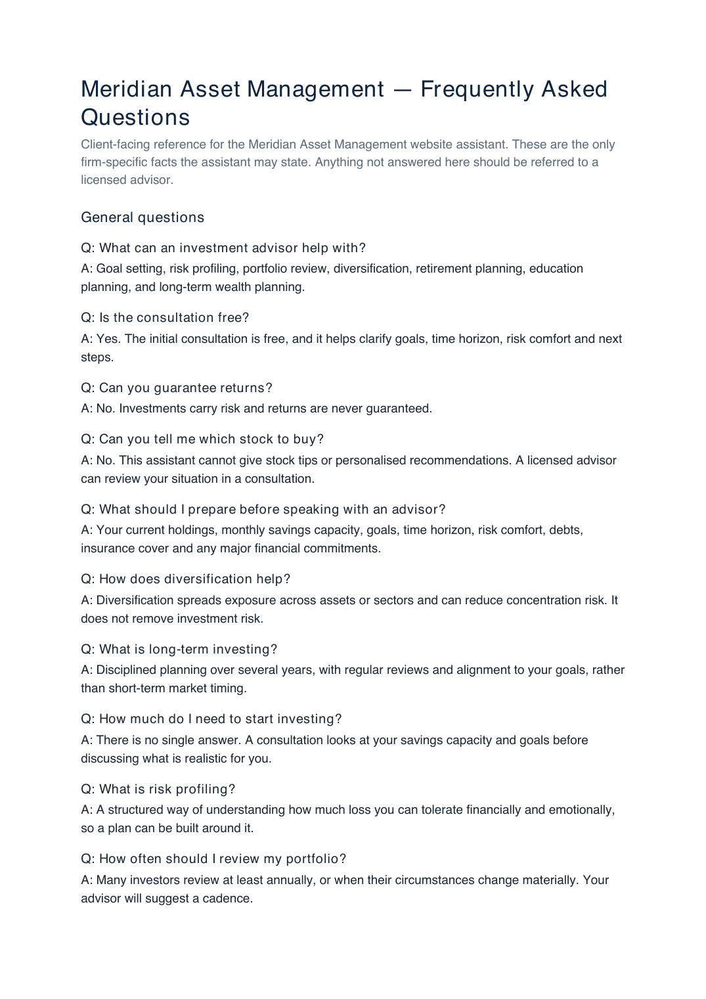 Meridian Asset Management — Frequently Asked
Questions
Client-facing reference for the Meridian Asset Management website assistant. These are the only
firm-specific facts the assistant may state. Anything not answered here should be referred to a
licensed advisor.
General questions
Q: What can an investment advisor help with?
A: Goal setting, risk profiling, portfolio review, diversification, retirement planning, education
planning, and long-term wealth planning.
Q: Is the consultation free?
A: Yes. The initial consultation is free, and it helps clarify goals, time horizon, risk comfort and next
steps.
Q: Can you guarantee returns?
A: No. Investments carry risk and returns are never guaranteed.
Q: Can you tell me which stock to buy?
A: No. This assistant cannot give stock tips or personalised recommendations. A licensed advisor
can review your situation in a consultation.
Q: What should I prepare before speaking with an advisor?
A: Your current holdings, monthly savings capacity, goals, time horizon, risk comfort, debts,
insurance cover and any major financial commitments.
Q: How does diversification help?
A: Diversification spreads exposure across assets or sectors and can reduce concentration risk. It
does not remove investment risk.
Q: What is long-term investing?
A: Disciplined planning over several years, with regular reviews and alignment to your goals, rather
than short-term market timing.
Q: How much do I need to start investing?
A: There is no single answer. A consultation looks at your savings capacity and goals before
discussing what is realistic for you.
Q: What is risk profiling?
A: A structured way of understanding how much loss you can tolerate financially and emotionally,
so a plan can be built around it.
Q: How often should I review my portfolio?
A: Many investors review at least annually, or when their circumstances change materially. Your
advisor will suggest a cadence.